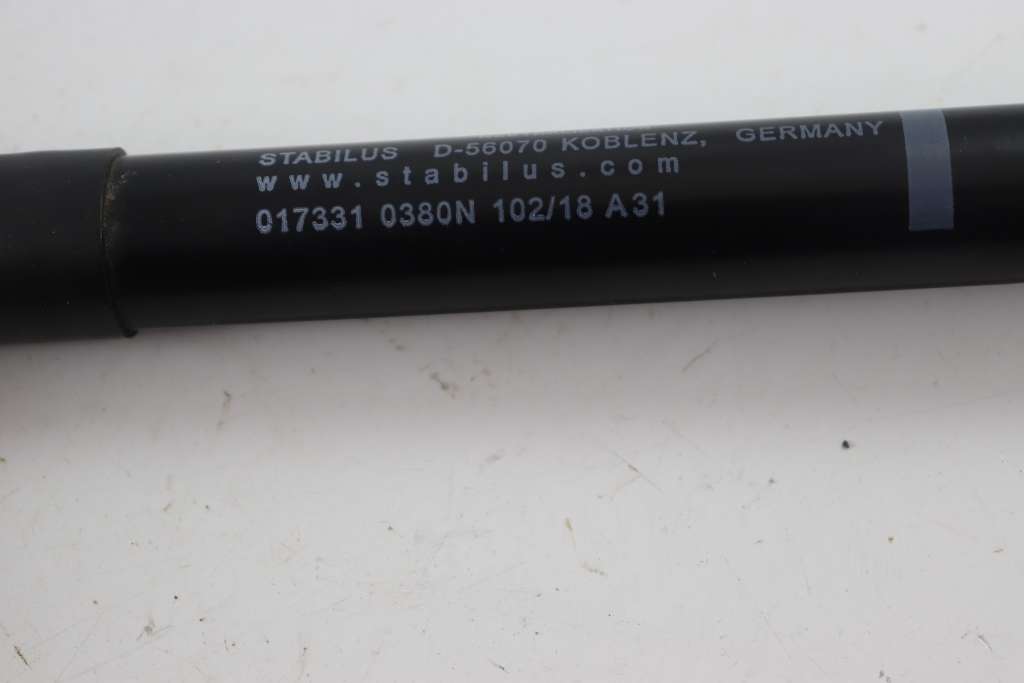 STABILUS D-56070 KOBLENZ, GERMANY
www.stabilus.com
017331 0380N 102/18 A31